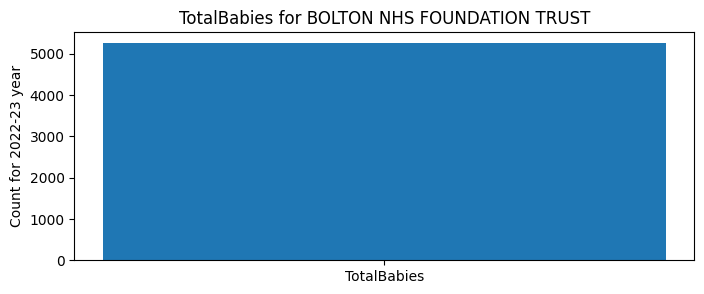 TotalBabies for BOLTON NHS FOUNDATION TRUST
Count for 2022-23 year
5000
4000
3000
2000
1000
0
TotalBabies